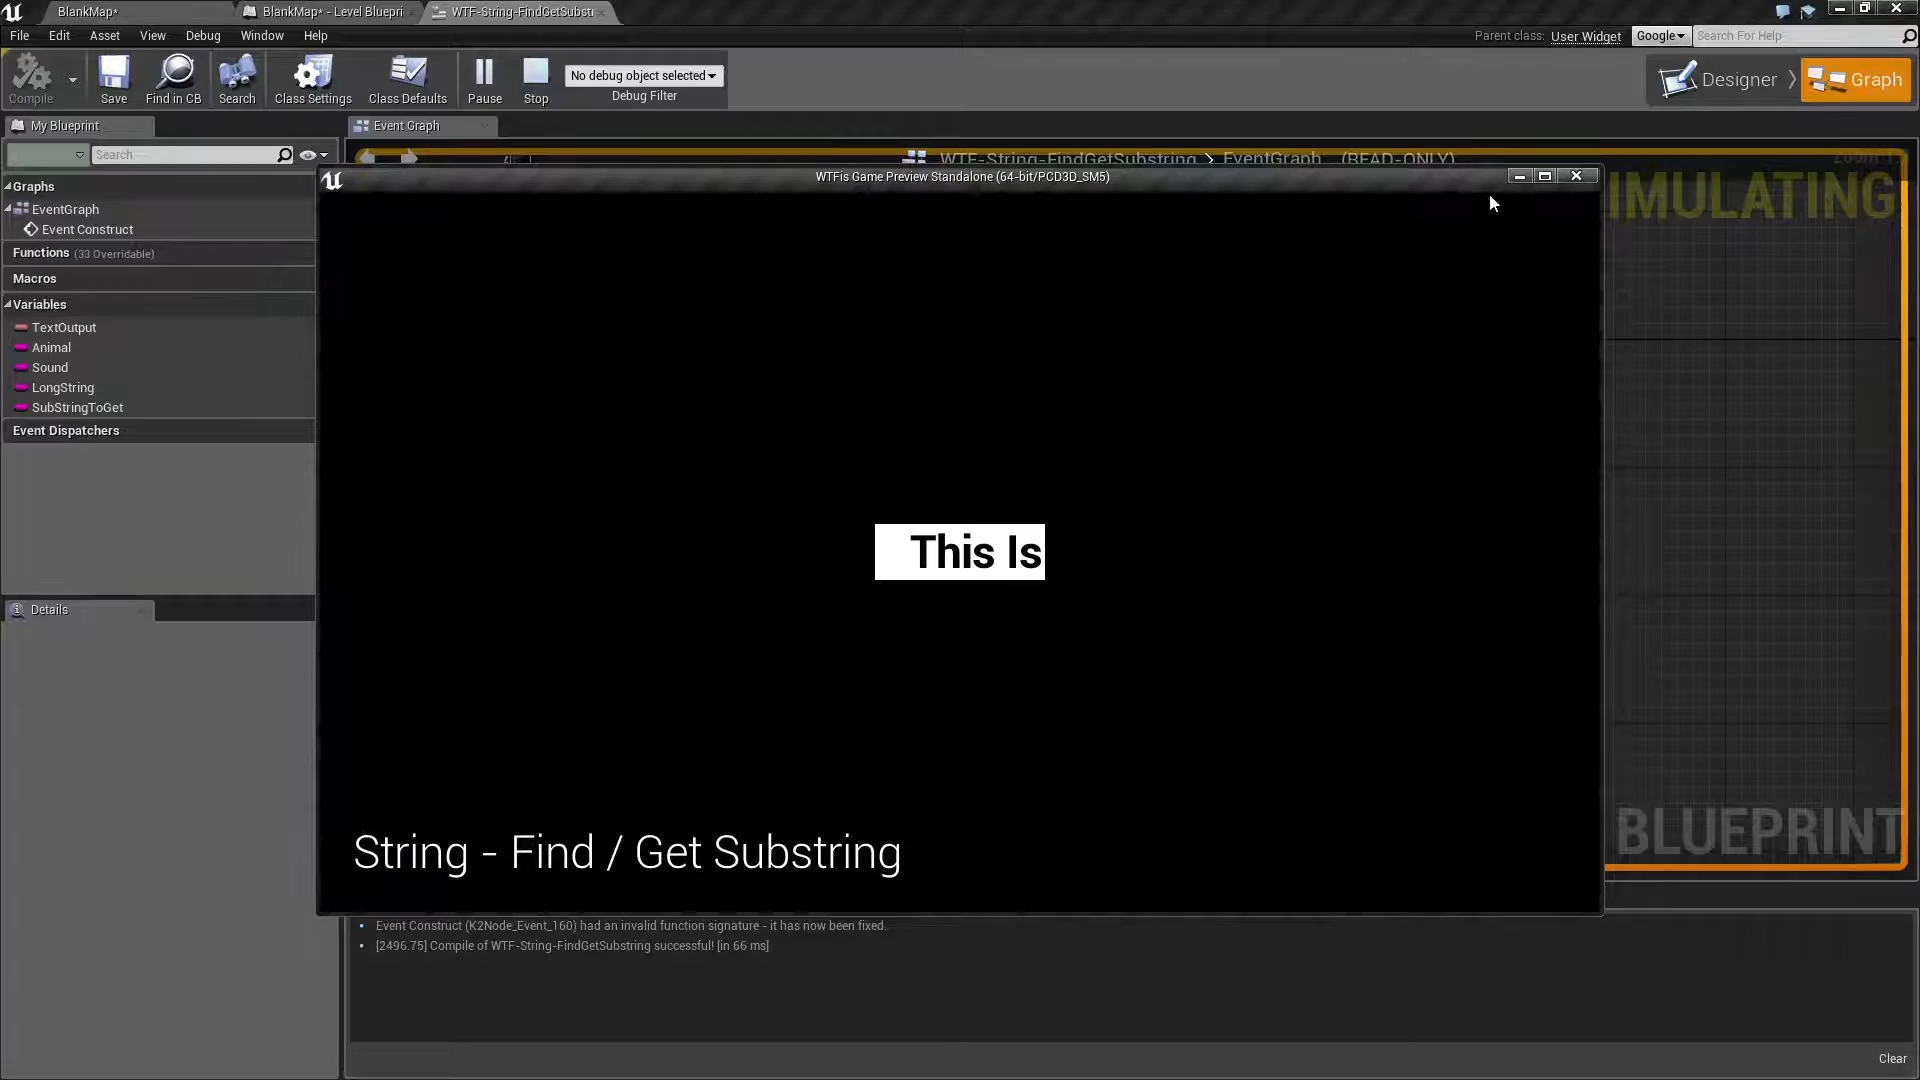 BlankMap*
BlankMap* - Level Bluepri
WTF-String-FindGetSubstr
File Edit Asset View Debug Window Help
Parent class: User Widget Google Search For Help
Compile Save Find in CB Search Class Settings Class Defaults Pause Stop
No debug object selected
Debug Filter
Designer Graph
My Blueprint
Event Graph
Search
WTF-String-FindGetSubstring > EventGraph (READ-ONLY)
WTFis Game Preview Standalone (64-bit/PCD3D_SM5)
IMULATING
Graphs
EventGraph
Event Construct
Functions (33 Overridable)
Macros
Variables
TextOutput
Animal
Sound
LongString
SubStringToGet
Event Dispatchers
This Is
Details
String - Find / Get Substring
BLUEPRINT
Event Construct (K2Node_Event_160) had an invalid function signature - it has now been fixed.
[2496.75] Compile of WTF-String-FindGetSubstring successful! [in 66 ms]
Clear